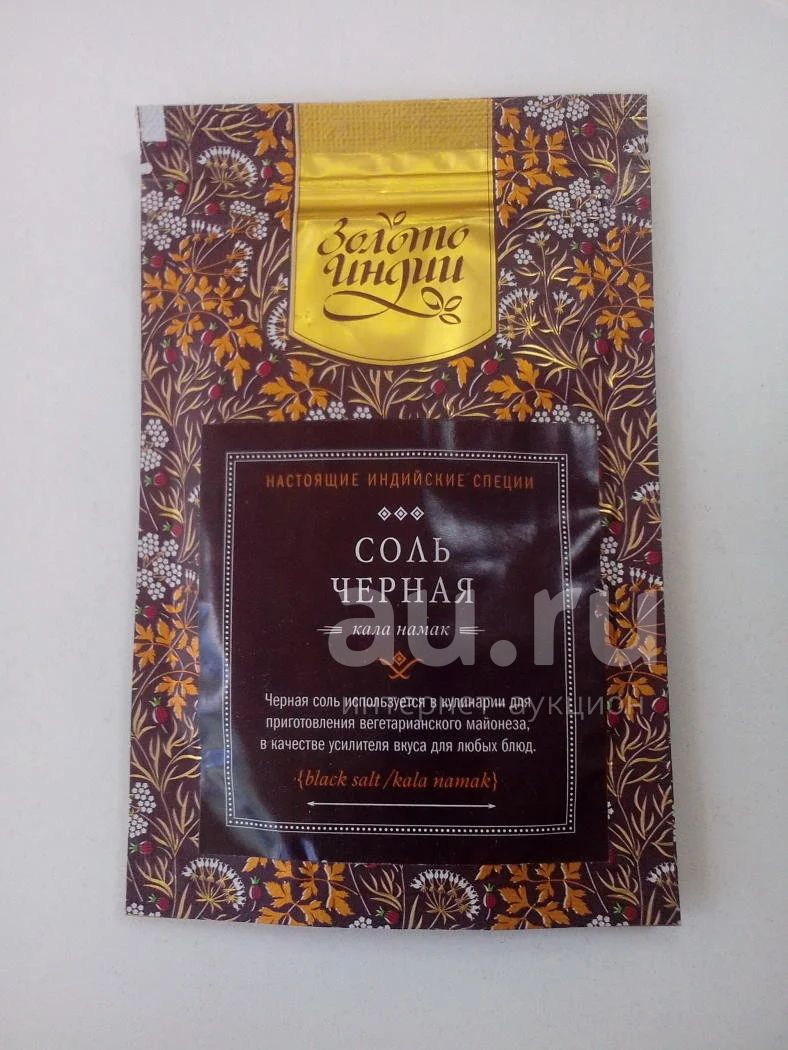 Золото
Индии
НАСТОЯЩИЕ ИНДИЙСКИЕ СПЕЦИИ
СОЛЬ
ЧЕРНАЯ
кала намак
au.ru
интернет аукцион
Черная соль используется в кулинарии для
приготовления вегетарианского майонеза,
в качестве усилителя вкуса для любых блюд.
{black salt/kala namak}